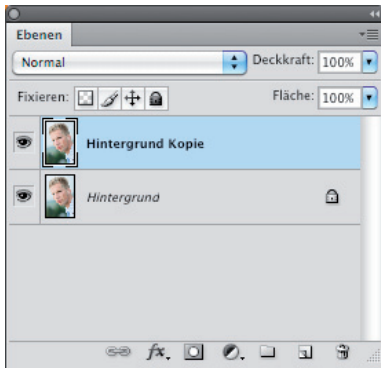 Ebenen
Normal Deckkraft: 100%
Fixieren: Fläche: 100%
Hintergrund Kopie
Hintergrund
fx.